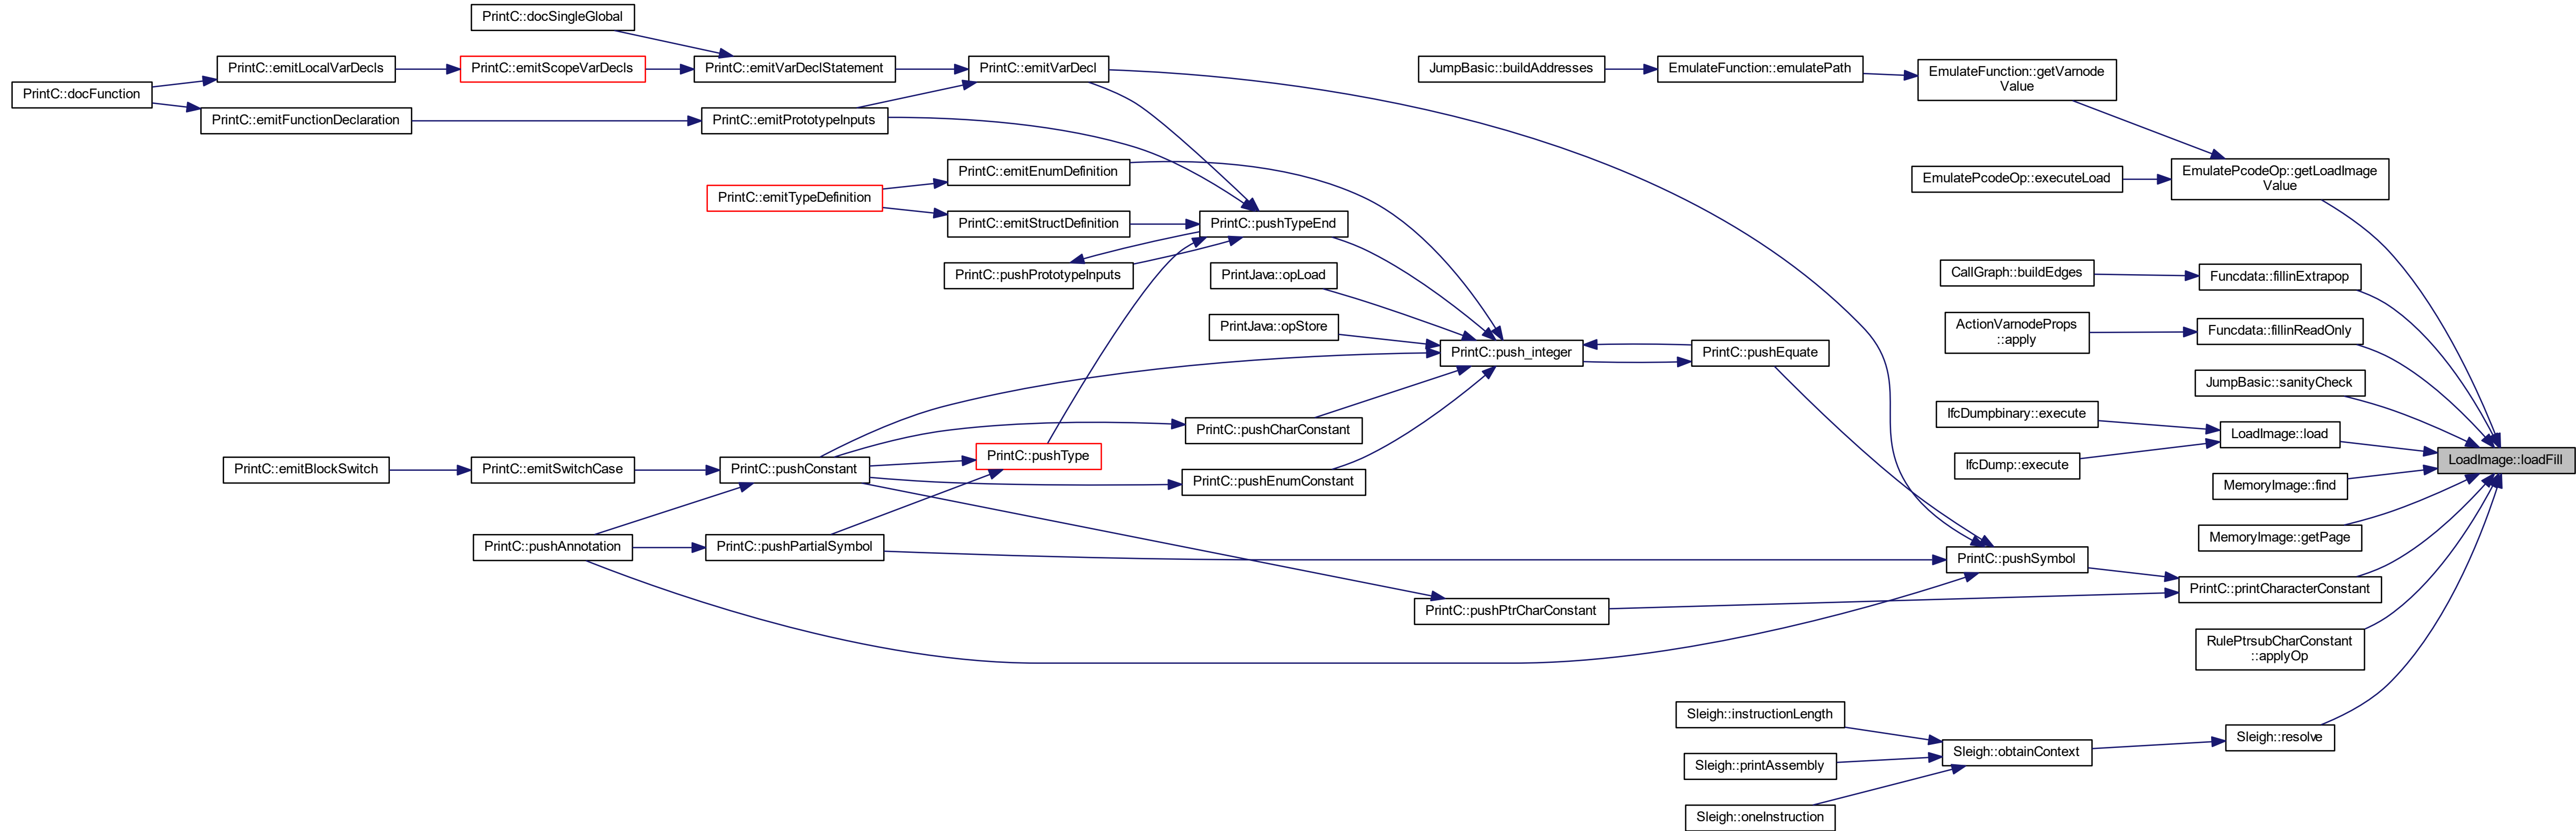 PrintC::docSingleGlobal
PrintC::docFunction
PrintC::emitLocalVarDecls
PrintC::emitScopeVarDecls
PrintC::emitVarDeclStatement
PrintC::emitVarDecl
PrintC::emitFunctionDeclaration
PrintC::emitPrototypeInputs
JumpBasic::buildAddresses
EmulateFunction::emulatePath
EmulateFunction::getVarnode
Value
PrintC::emitTypeDefinition
PrintC::emitEnumDefinition
PrintC::emitStructDefinition
PrintC::pushTypeEnd
PrintC::pushPrototypeInputs
EmulatePcodeOp::executeLoad
EmulatePcodeOp::getLoadImage
Value
PrintJava::opLoad
PrintJava::opStore
PrintC::push_integer
PrintC::pushEquate
CallGraph::buildEdges
Funcdata::fillinExtrapop
ActionVarnodeProps
::apply
Funcdata::fillinReadOnly
JumpBasic::sanityCheck
IfcDumpbinary::execute
LoadImage::load
IfcDump::execute
LoadImage::loadFill
MemoryImage::find
MemoryImage::getPage
PrintC::pushCharConstant
PrintC::pushType
PrintC::pushEnumConstant
PrintC::emitBlockSwitch
PrintC::emitSwitchCase
PrintC::pushConstant
PrintC::pushAnnotation
PrintC::pushPartialSymbol
PrintC::pushSymbol
PrintC::pushPtrCharConstant
PrintC::printCharacterConstant
RulePtrsubCharConstant
::applyOp
Sleigh::instructionLength
Sleigh::printAssembly
Sleigh::oneInstruction
Sleigh::obtainContext
Sleigh::resolve